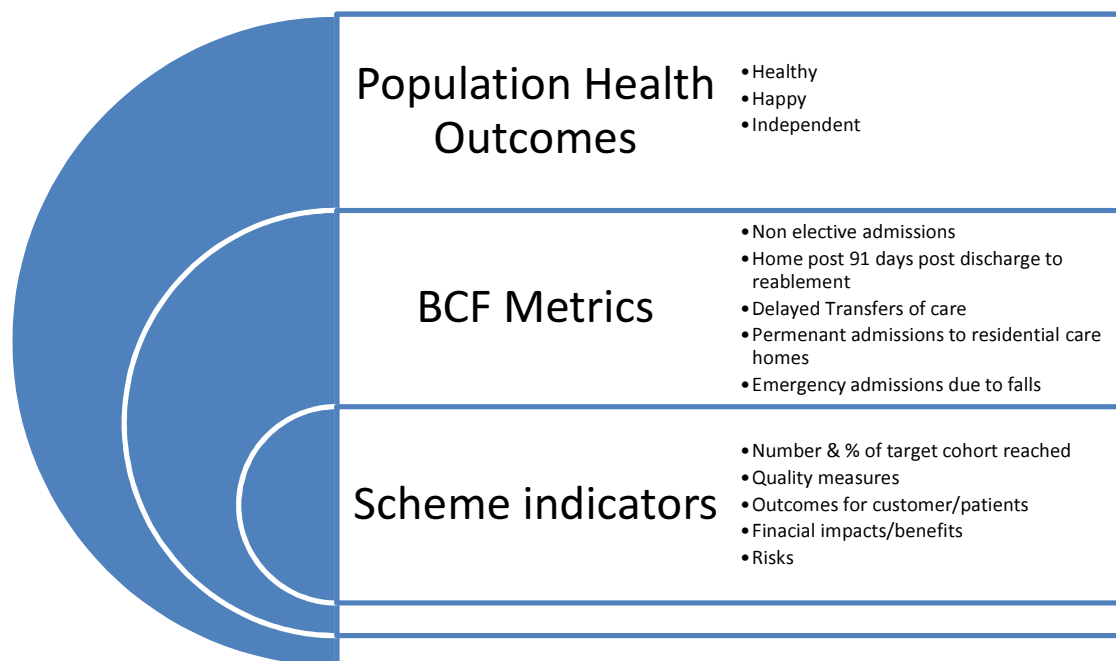 Population Health
Outcomes
•Healthy
•Happy
•Independent
BCF Metrics
•Non elective admissions
•Home post 91 days post discharge to
reablement
•Delayed Transfers of care
•Permenant admissions to residential care
homes
•Emergency admissions due to falls
Scheme indicators
•Number & % of target cohort reached
•Quality measures
•Outcomes for customer/patients
•Finacial impacts/benefits
•Risks